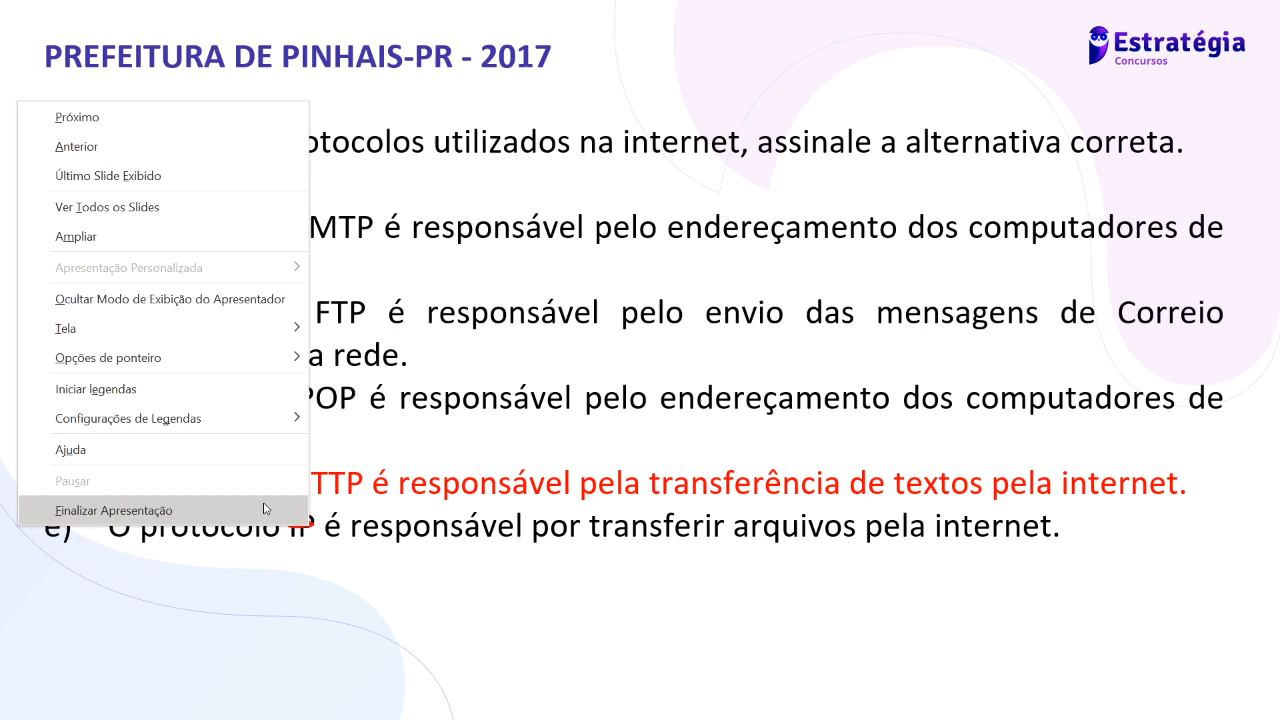 PREFEITURA DE PINHAIS-PR - 2017
Estratégia
Concursos
otocolos utilizados na internet, assinale a alternativa correta.
MTP é responsável pelo endereçamento dos computadores de
FTP é responsável pelo envio das mensagens de Correio
a rede.
POP é responsável pelo endereçamento dos computadores de
TTP é responsável pela transferência de textos pela internet.
e) O protocolo IP é responsável por transferir arquivos pela internet.
Próximo
Anterior
Último Slide Exibido
Ver Todos os Slides
Ampliar
Apresentação Personalizada
Ocultar Modo de Exibição do Apresentador
Tela
Opções de ponteiro
Iniciar legendas
Configurações de Legendas
Ajuda
Pausar
Finalizar Apresentação